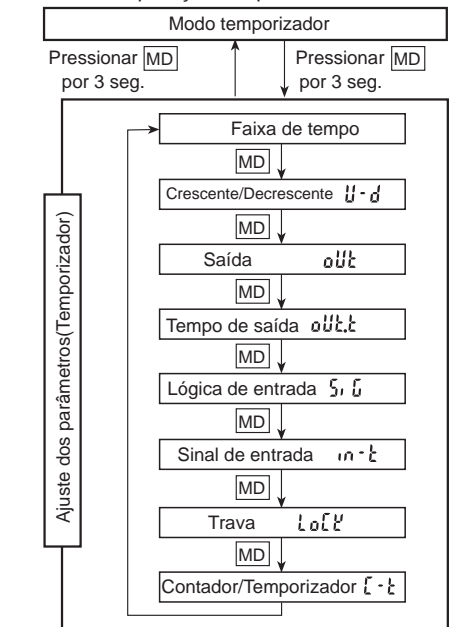 Modo temporizador
Pressionar MD
por 3 seg.
Pressionar MD
por 3 seg.
Ajuste dos parâmetros(Temporizador)
Faixa de tempo
MD
Crescente/Decrescente U-d
MD
Saída oUt
MD
Tempo de saída oUt.t
MD
Lógica de entrada SiG
MD
Sinal de entrada in-t
MD
Trava LoCK
MD
Contador/Temporizador C-t